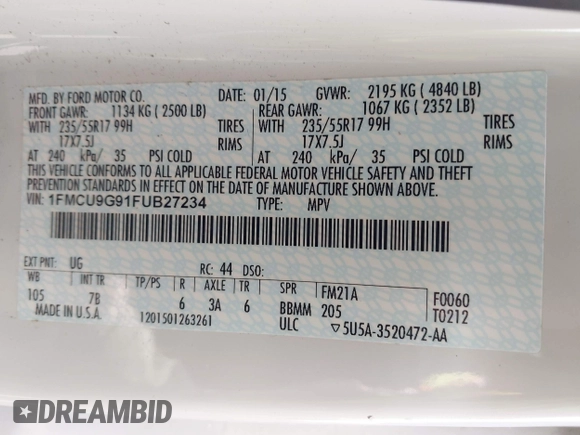 MFD. BY FORD MOTOR CO. DATE: 01/15 GVWR: 2195 KG ( 4840 LB)
FRONT GAWR: 1134 KG ( 2500 LB) REAR GAWR: 1067 KG ( 2352 LB)
WITH 235/55R17 99H TIRES WITH 235/55R17 99H TIRES
17X7.5J RIMS 17X7.5J RIMS
AT 240 kPa/ 35 PSI COLD AT 240 kPa/ 35 PSI COLD
THIS VEHICLE CONFORMS TO ALL APPLICABLE FEDERAL MOTOR VEHICLE SAFETY AND THEFT
PREVENTION STANDARDS IN EFFECT ON THE DATE OF MANUFACTURE SHOWN ABOVE.
VIN: 1FMCU9G91FUB27234 TYPE: MPV
EXT PNT: UG RC: 44 DSO:
WB INT TR TP/PS R AXLE TR SPR FM21A F0060
105 7B 6 3A 6 BBMM 205 T0212
MADE IN U.S.A. 1201501263261 ULC ▽5U5A-3520472-AA
DREAMBID